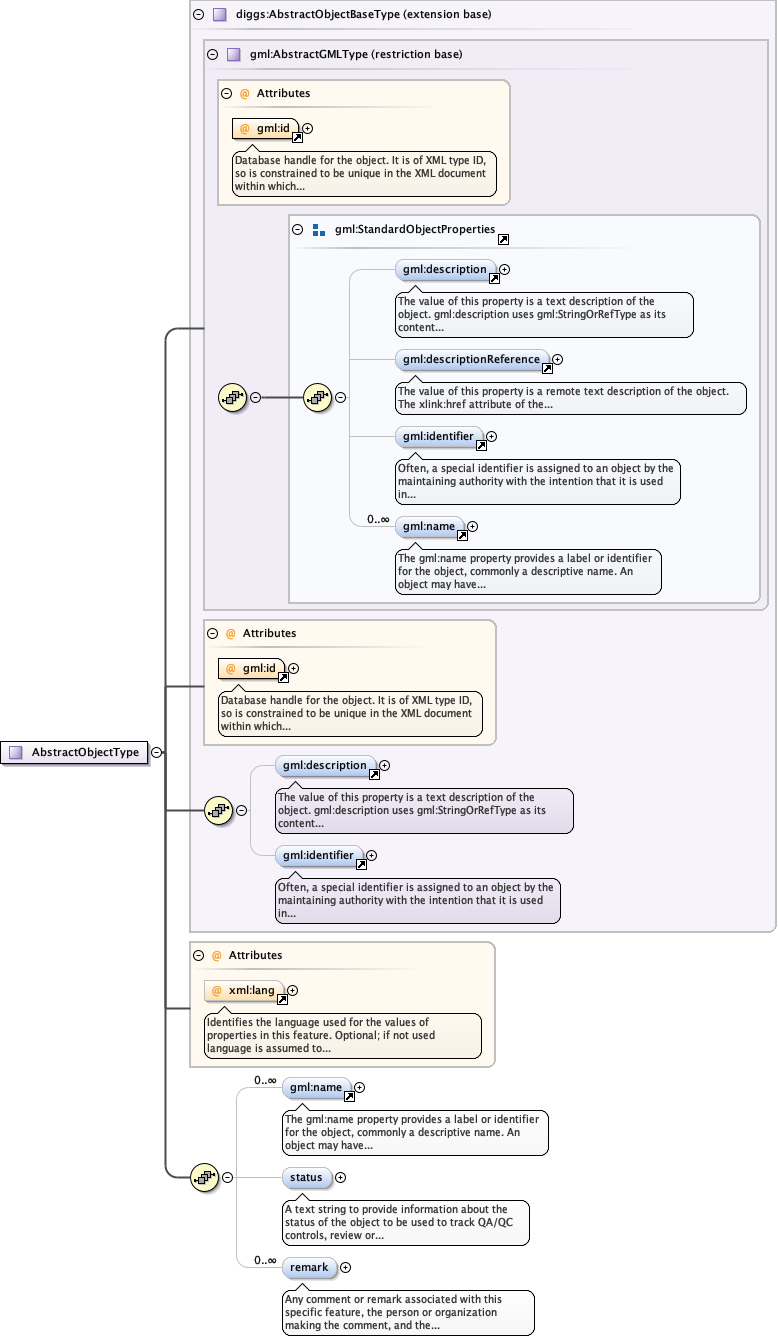 diggs:AbstractObjectBaseType (extension base)
gml:AbstractGMLType (restriction base)
@ Attributes
@ gml:id
Database handle for the object. It is of XML type ID,
so is constrained to be unique in the XML document
within which...
gml:StandardObjectProperties
gml:description
The value of this property is a text description of the
object. gml:description uses gml:StringOrRefType as its
content...
gml:descriptionReference
The value of this property is a remote text description of the object.
The xlink:href attribute of the...
gml:identifier
Often, a special identifier is assigned to an object by the
maintaining authority with the intention that it is used
in...
0..∞
gml:name
The gml:name property provides a label or identifier
for the object, commonly a descriptive name. An
object may have...
@ Attributes
@ gml:id
Database handle for the object. It is of XML type ID,
so is constrained to be unique in the XML document
within which...
AbstractObjectType
gml:description
The value of this property is a text description of the
object. gml:description uses gml:StringOrRefType as its
content...
gml:identifier
Often, a special identifier is assigned to an object by the
maintaining authority with the intention that it is used
in...
@ Attributes
@ xml:lang
Identifies the language used for the values of
properties in this feature. Optional; if not used
language is assumed to...
0..∞
gml:name
The gml:name property provides a label or identifier
for the object, commonly a descriptive name. An
object may have...
status
A text string to provide information about the
status of the object to be used to track QA/QC
controls, review or...
0..∞
remark
Any comment or remark associated with this
specific feature, the person or organization
making the comment, and the...